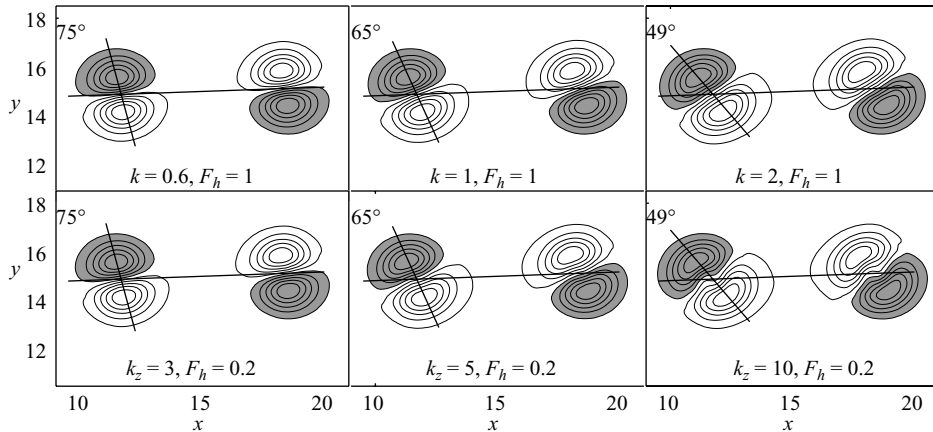 18
75°
65°
49°
16
y
14
12
k = 0.6, F_h = 1
k = 1, F_h = 1
k = 2, F_h = 1
18
75°
65°
49°
16
y
14
12
k_z = 3, F_h = 0.2
k_z = 5, F_h = 0.2
k_z = 10, F_h = 0.2
10 15 20
10 15 20
10 15 20
x
x
x